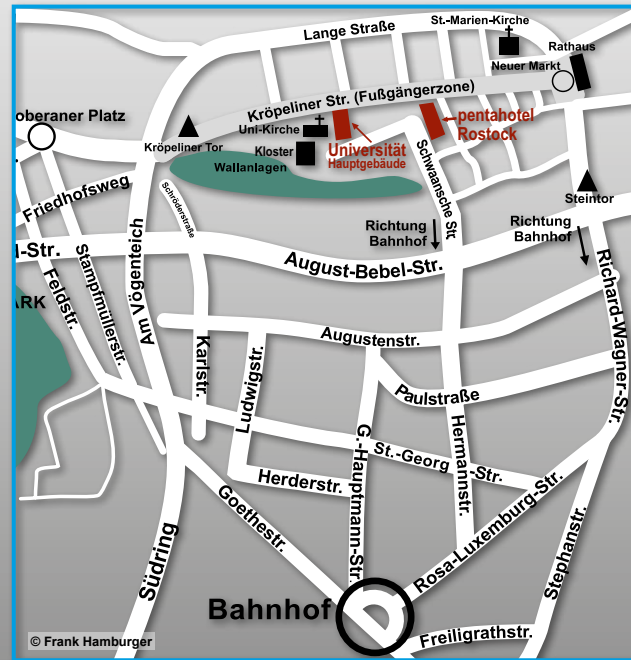 St.-Marien-Kirche
Lange Straße
Rathaus
Neuer Markt
Kröpeliner Str. (Fußgängerzone)
oberaner Platz
pentahotel
Rostock
Uni-Kirche
Kröpeliner Tor
Universität
Hauptgebäude
Kloster
Wallanlagen
Friedhofsweg
Schröderstraße
Schwaansche Str.
Steintor
Richtung
Bahnhof
Richtung
Bahnhof
l-Str.
August-Bebel-Str.
Am Vögenteich
Stampfmüllerstr.
Feldstr.
ARK
Richard-Wagner-Str.
Augustenstr.
Karlstr.
Ludwigstr.
Paulstraße
Hermannstr.
St.-Georg -Str.
G.-Hauptmann-Str.
Herderstr.
Goethestr.
Rosa-Luxemburg-Str.
Stephanstr.
Südring
Bahnhof
Freiligrathstr.
© Frank Hamburger